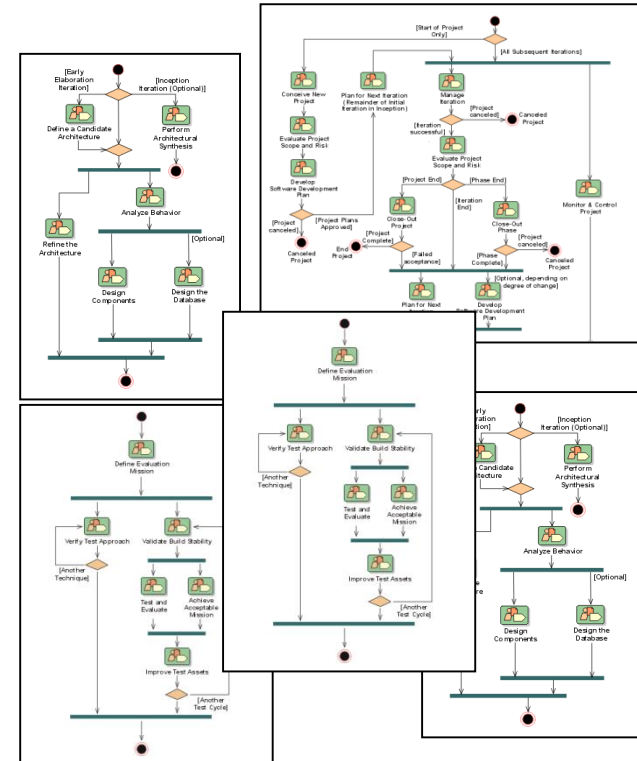 [Early
Elaboration
Iteration]
[Inception
Iteration (Optional)]
Define a Candidate
Architecture
Perform
Architectural
Synthesis
Analyze Behavior
Refine the
Architecture
[Optional]
Design
Components
Design the
Database
[Start of Project
Only]
[All Subsequent Iterations]
Conceive New
Project
Plan for Next Iteration
(Remainder of Initial
Iteration in Inception)
Manage
Iteration
[Project canceled]
Canceled
Project
[Iteration
successful]
Evaluate Project
Scope and Risk
Evaluate Project
Scope and Risk
Develop
Software Development
Plan
[Project End]
[Phase End]
[Iteration
End]
Monitor & Control
Project
[Project Plans
Approved]
[Project canceled]
Canceled
Project
Close-Out
Project
Close-Out
Phase
[Project
Complete]
End
Project
[Failed
acceptance]
[Project
canceled]
[Phase
Complete]
Canceled
Project
[Optional, depending on
degree of change]
Plan for Next
Develop
Software Development
Plan
Define Evaluation
Mission
Verify Test Approach
Validate Build Stability
[Another
Technique]
Test and
Evaluate
Achieve
Acceptable
Mission
Improve Test Assets
[Another
Test Cycle]
Define Evaluation
Mission
Verify Test Approach
Validate Build Stability
[Another
Technique]
Test and
Evaluate
Achieve
Acceptable
Mission
Improve Test Assets
[Another
Test Cycle]
[Inception
Iteration (Optional)]
Candidate
Perform
Architectural
Synthesis
Analyze Behavior
[Optional]
Design
Components
Design the
Database